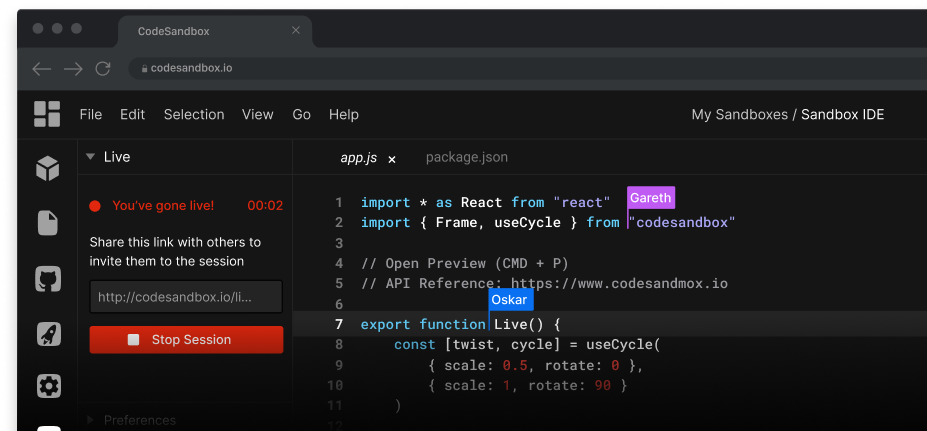 CodeSandbox
codesandbox.io
File Edit Selection View Go Help
My Sandboxes / Sandbox IDE
Live
You've gone live! 00:02
Share this link with others to
invite them to the session
http://codesandbox.io/li...
Stop Session
Preferences
app.js package.json
Gareth
1 import * as React from "react"
2 import { Frame, useCycle } from "codesandbox"
3
4 // Open Preview (CMD + P)
5 // API Reference: https://www.codesandmox.io
6
Oskar
7 export function Live() {
8 const [twist, cycle] = useCycle(
9 { scale: 0.5, rotate: 0 },
10 { scale: 1, rotate: 90 }
11 )
12